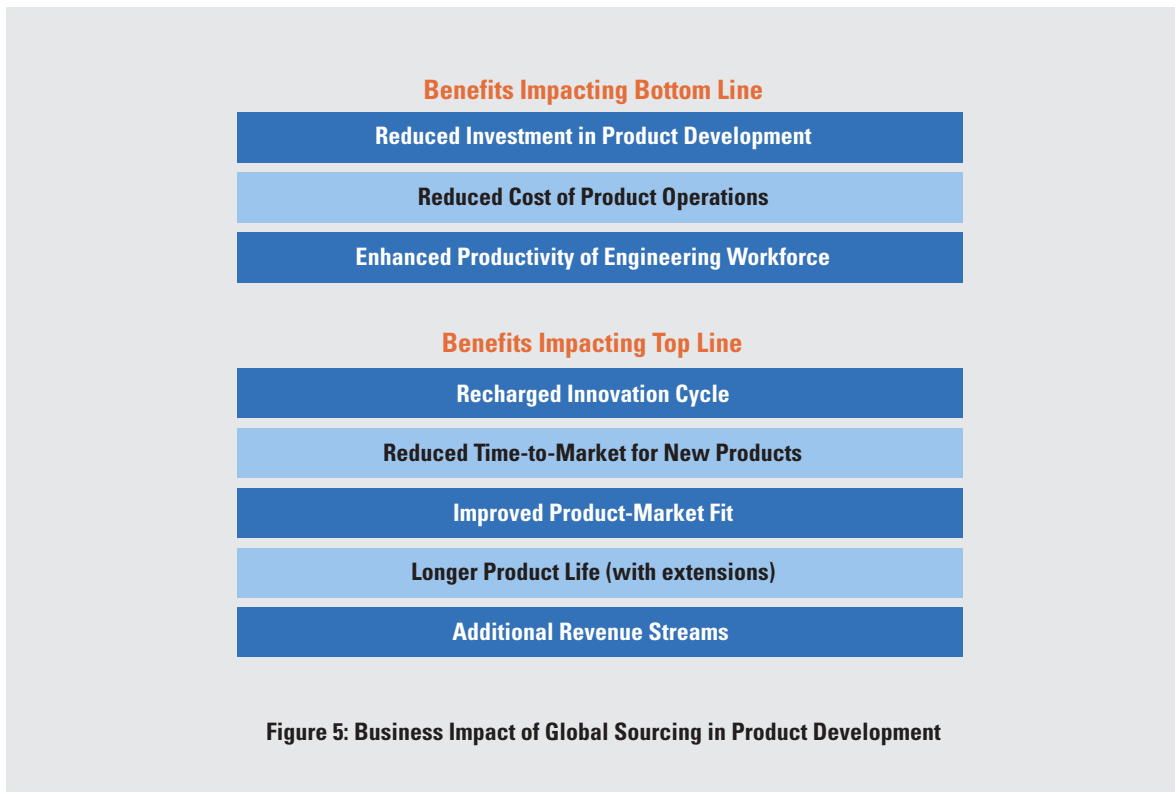 Benefits Impacting Bottom Line
Reduced Investment in Product Development
Reduced Cost of Product Operations
Enhanced Productivity of Engineering Workforce
Benefits Impacting Top Line
Recharged Innovation Cycle
Reduced Time-to-Market for New Products
Improved Product-Market Fit
Longer Product Life (with extensions)
Additional Revenue Streams
Figure 5: Business Impact of Global Sourcing in Product Development